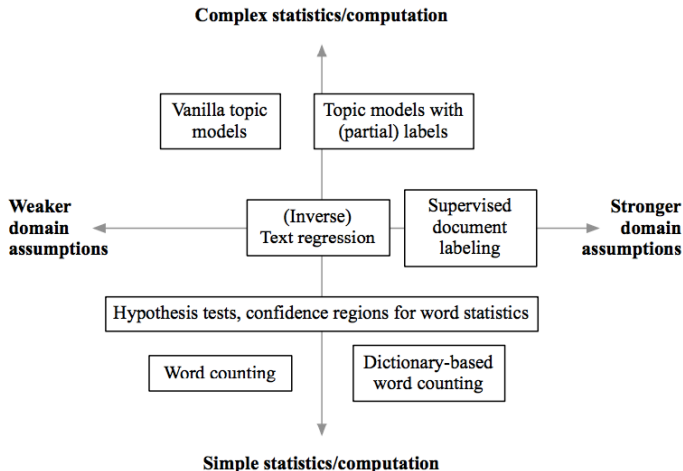 Complex statistics/computation
Vanilla topic
models
Topic models with
(partial) labels
Weaker
domain
assumptions
(Inverse)
Text regression
Supervised
document
labeling
Stronger
domain
assumptions
Hypothesis tests, confidence regions for word statistics
Word counting
Dictionary-based
word counting
Simple statistics/computation